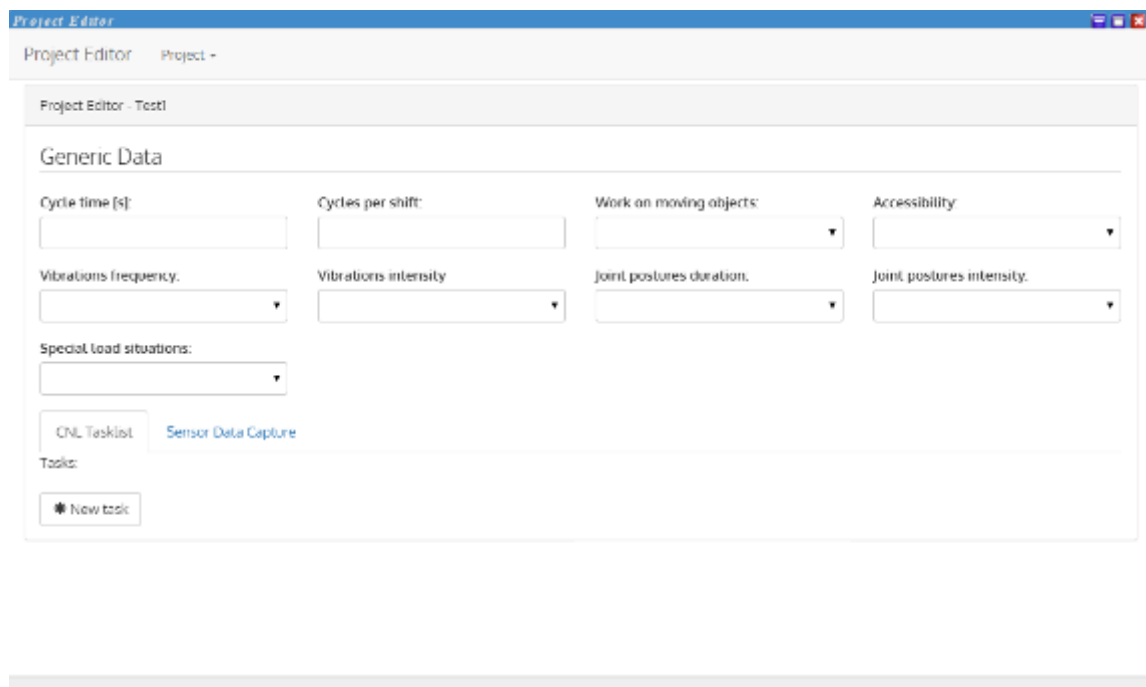 Project Editor
Project Editor Project
Project Editor - Test1
Generic Data
Cycle time [s]: Cycles per shift: Work on moving objects: Accessibility:
Vibrations frequency: Vibrations intensity Joint postures duration: Joint postures intensity:
Special load situations:
CNL Tasklist Sensor Data Capture
Tasks:
New task